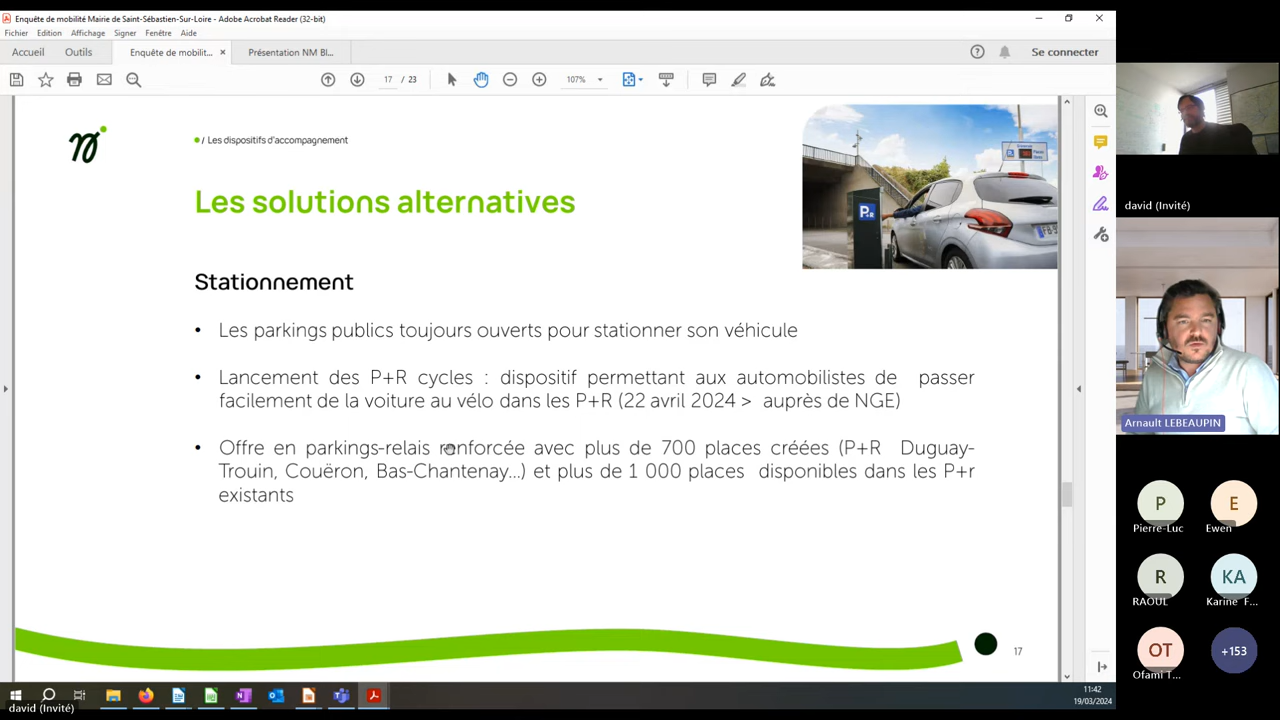 Enquête de mobilité Mairie de Saint-Sébastien-Sur-Loire - Adobe Acrobat Reader (32-bit)
Fichier Edition Affichage Signer Fenêtre Aide
Accueil Outils Enquête de mobilit... × Présentation NM Bl... Se connecter
17 / 23 107%
/ Les dispositifs d'accompagnement
Les solutions alternatives
P+R
Stationnement
• Les parkings publics toujours ouverts pour stationner son véhicule
• Lancement des P+R cycles : dispositif permettant aux automobilistes de passer
facilement de la voiture au vélo dans les P+R (22 avril 2024 > auprès de NGE)
• Offre en parkings-relais renforcée avec plus de 700 places créées (P+R Duguay-
Trouin, Couëron, Bas-Chantenay...) et plus de 1 000 places disponibles dans les P+r
existants
17
david (Invité)
Arnault LEBEAUPIN
P E
Pierre-Luc Ewen
R KA
RAOUL Karine F...
OT +153
Ofami T...
11:42
19/03/2024
david (Invité)